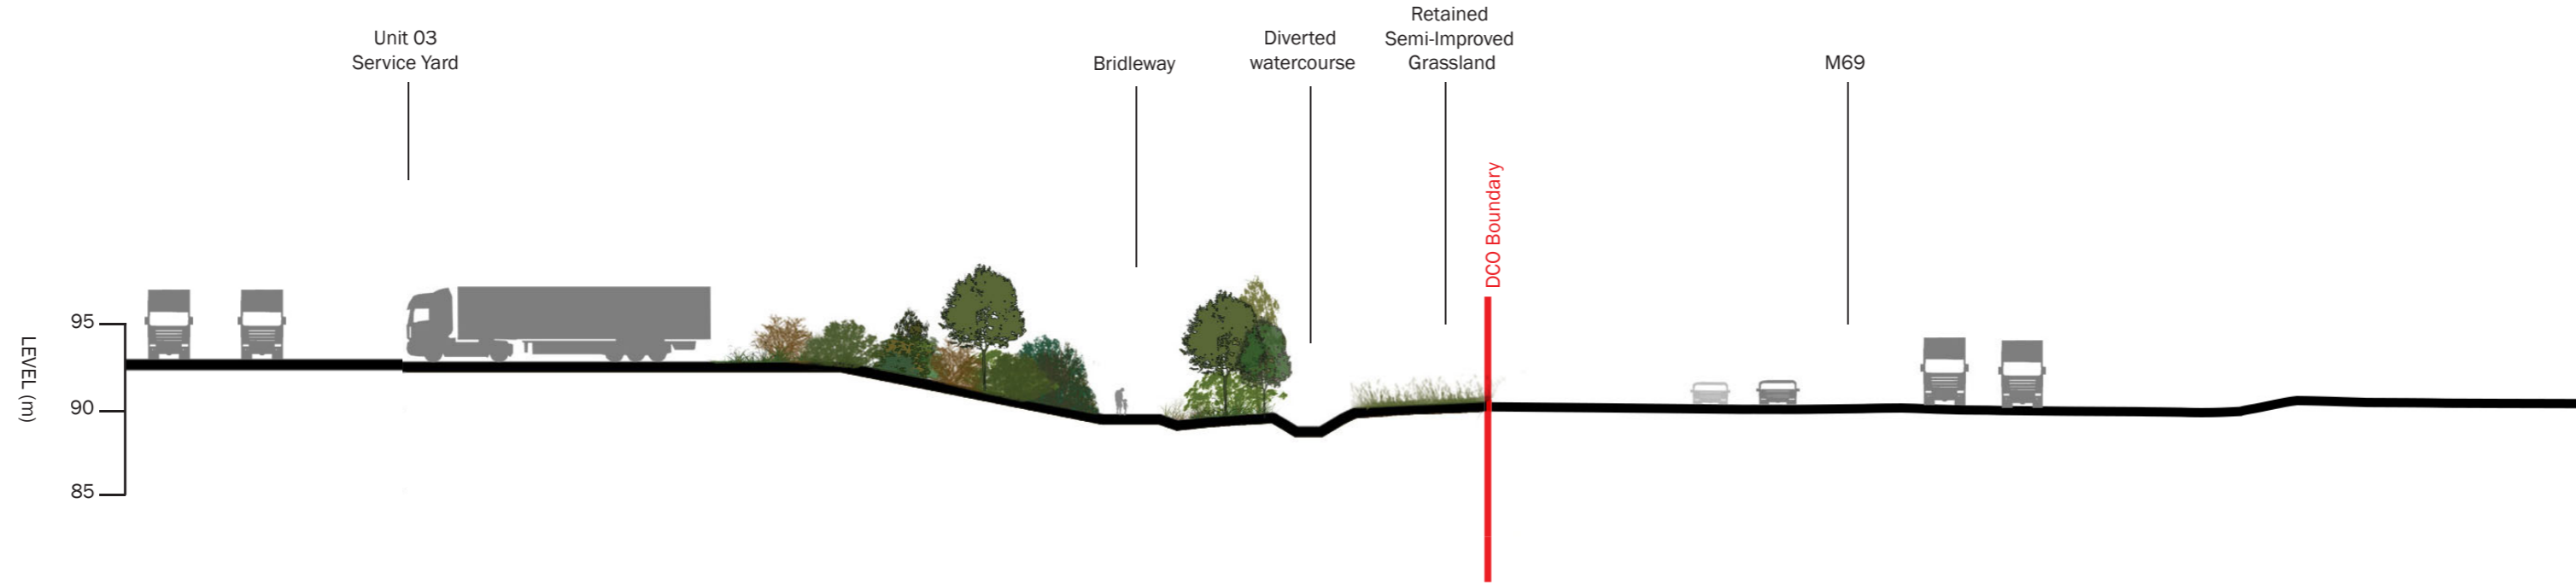 Unit 03
Service Yard
Bridleway
Diverted
watercourse
Retained
Semi-Improved
Grassland
M69
DCO Boundary
LEVEL (m)
95
90
85